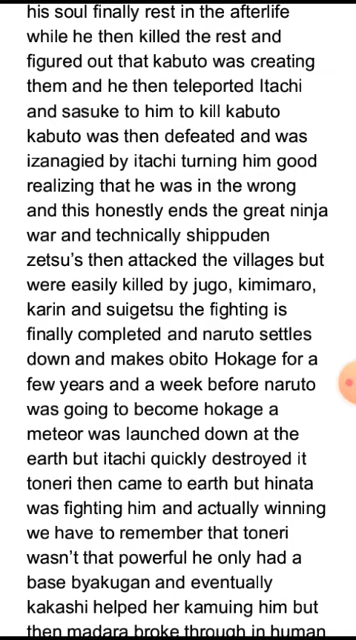 his soul finally rest in the afterlife
while he then killed the rest and
figured out that kabuto was creating
them and he then teleported Itachi
and sasuke to him to kill kabuto
kabuto was then defeated and was
izanagied by itachi turning him good
realizing that he was in the wrong
and this honestly ends the great ninja
war and technically shippuden
zetsu's then attacked the villages but
were easily killed by jugo, kimimaro,
karin and suigetsu the fighting is
finally completed and naruto settles
down and makes obito Hokage for a
few years and a week before naruto
was going to become hokage a
meteor was launched down at the
earth but itachi quickly destroyed it
toneri then came to earth but hinata
was fighting him and actually winning
we have to remember that toneri
wasn't that powerful he only had a
base byakugan and eventually
kakashi helped her kamuing him but
then madara broke through in human